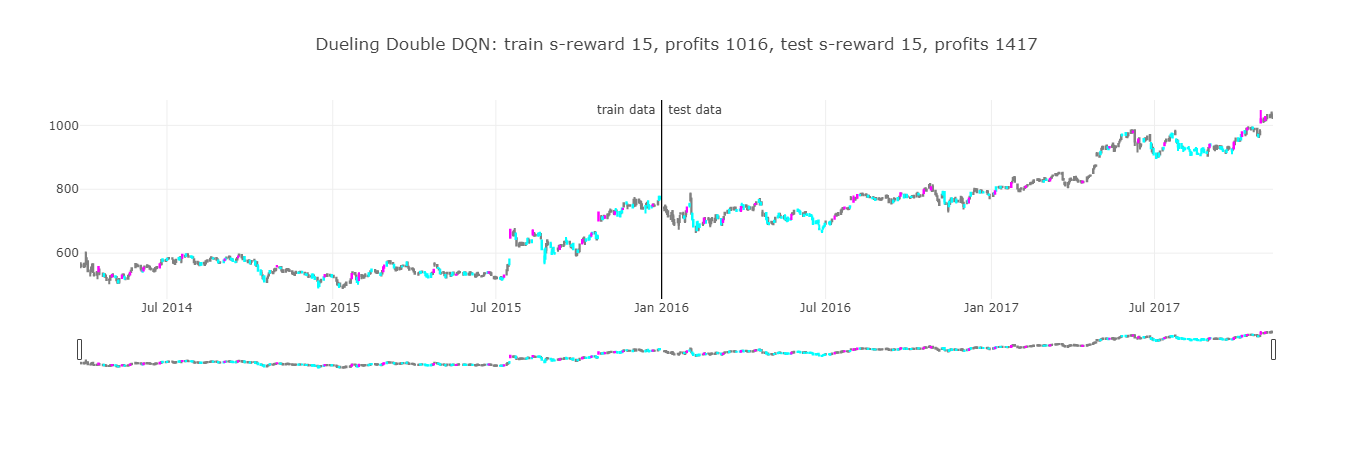 Dueling Double DQN: train s-reward 15, profits 1016, test s-reward 15, profits 1417
train data test data
1000
800
600
Jul 2014 Jan 2015 Jul 2015 Jan 2016 Jul 2016 Jan 2017 Jul 2017